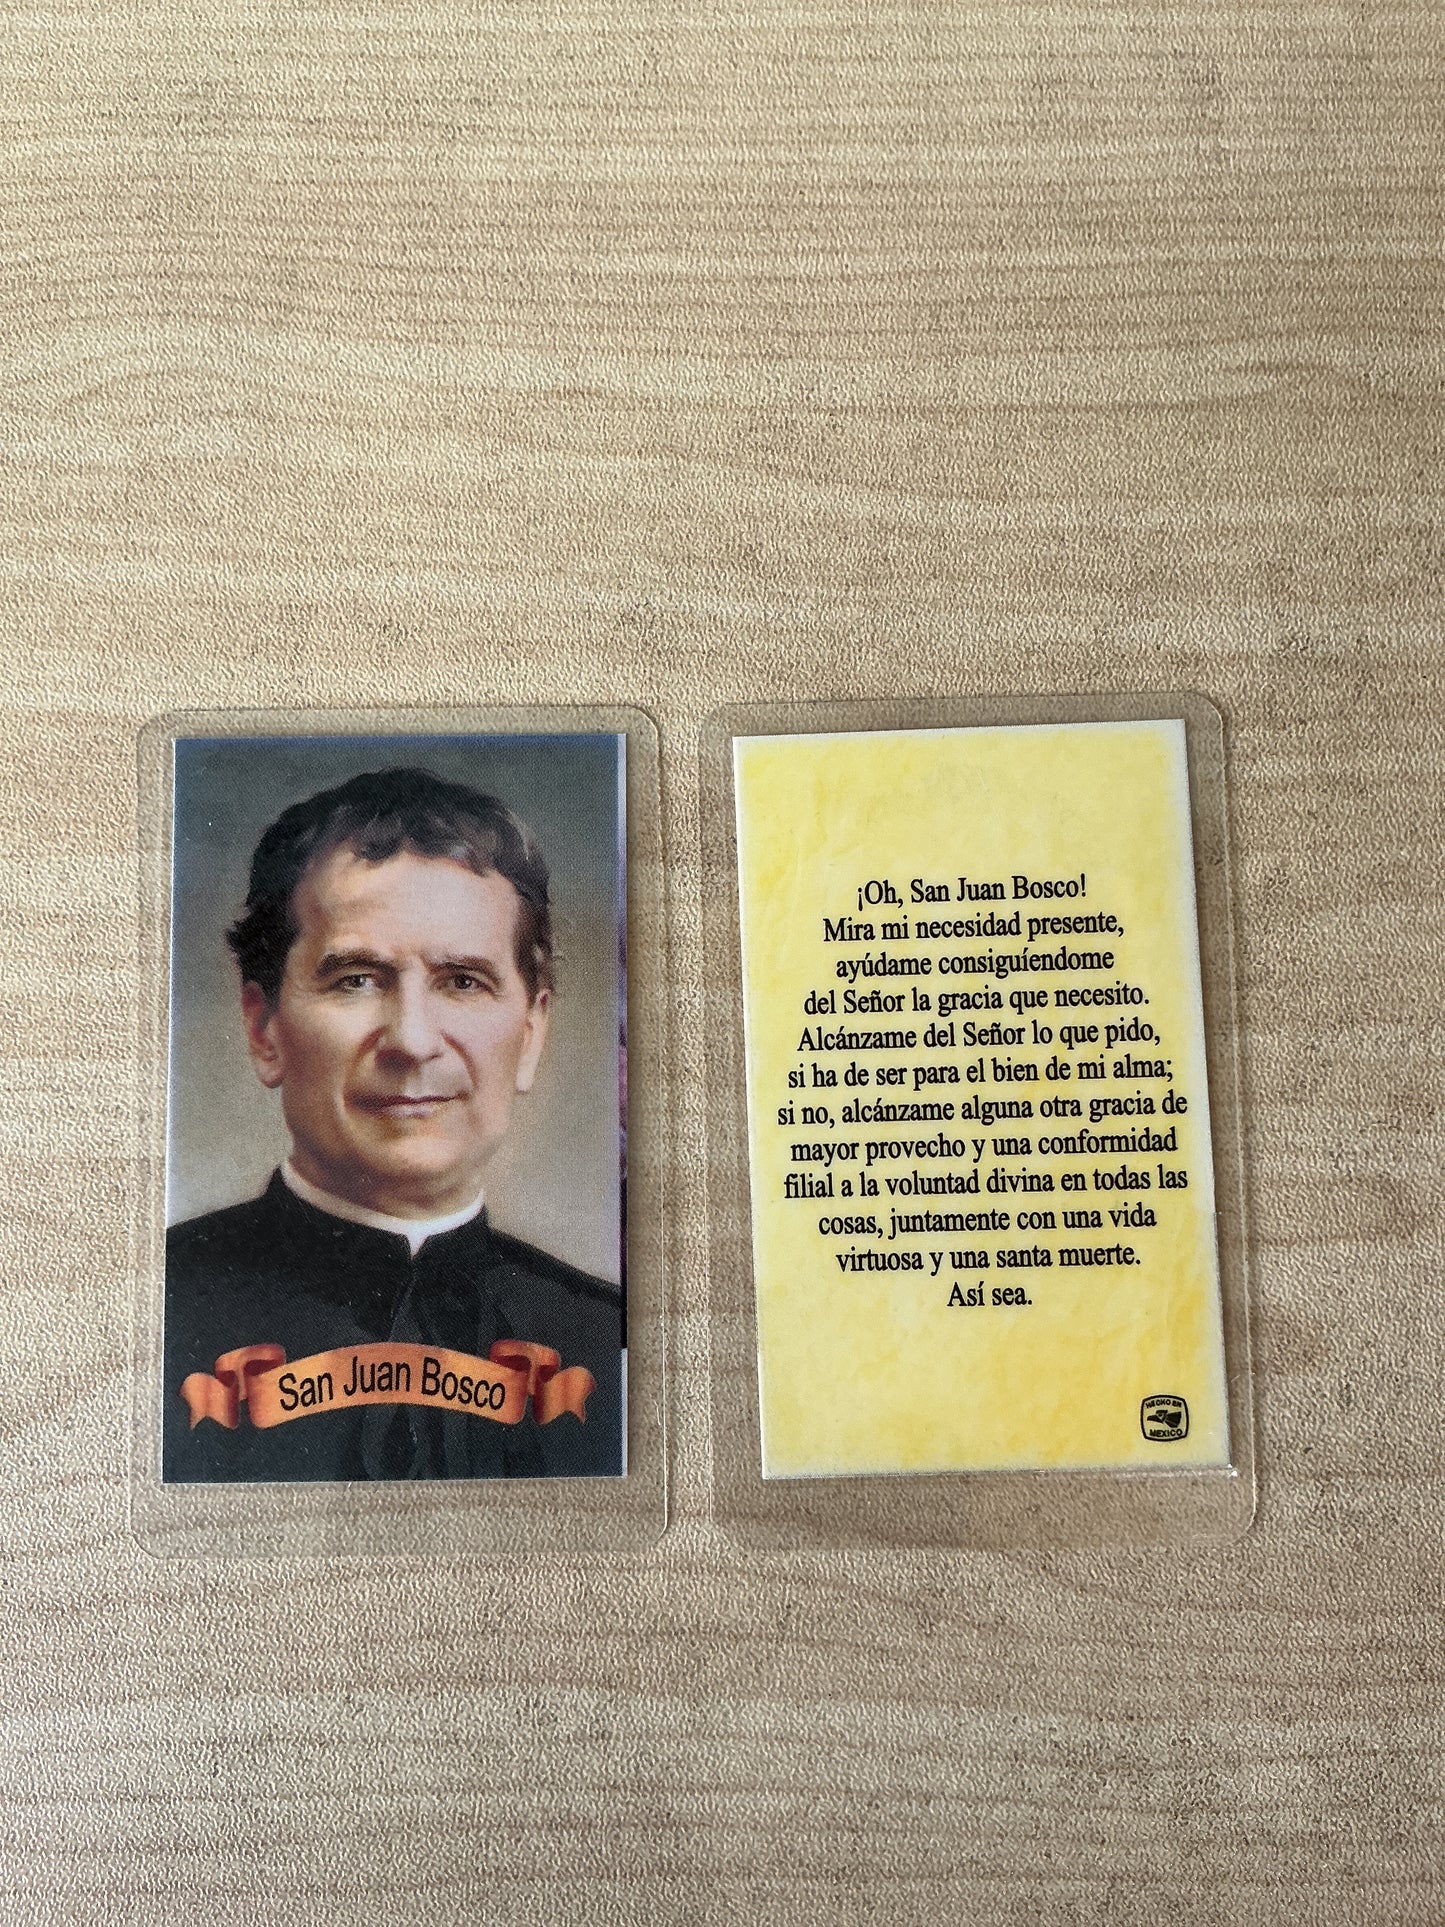 San Juan Bosco
¡Oh, San Juan Bosco!
Mira mi necesidad presente,
ayúdame consiguíendome
del Señor la gracia que necesito.
Alcánzame del Señor lo que pido,
si ha de ser para el bien de mi alma;
si no, alcánzame alguna otra gracia de
mayor provecho y una conformidad
filial a la voluntad divina en todas las
cosas, juntamente con una vida
virtuosa y una santa muerte.
Así sea.
HECHO EN
MEXICO